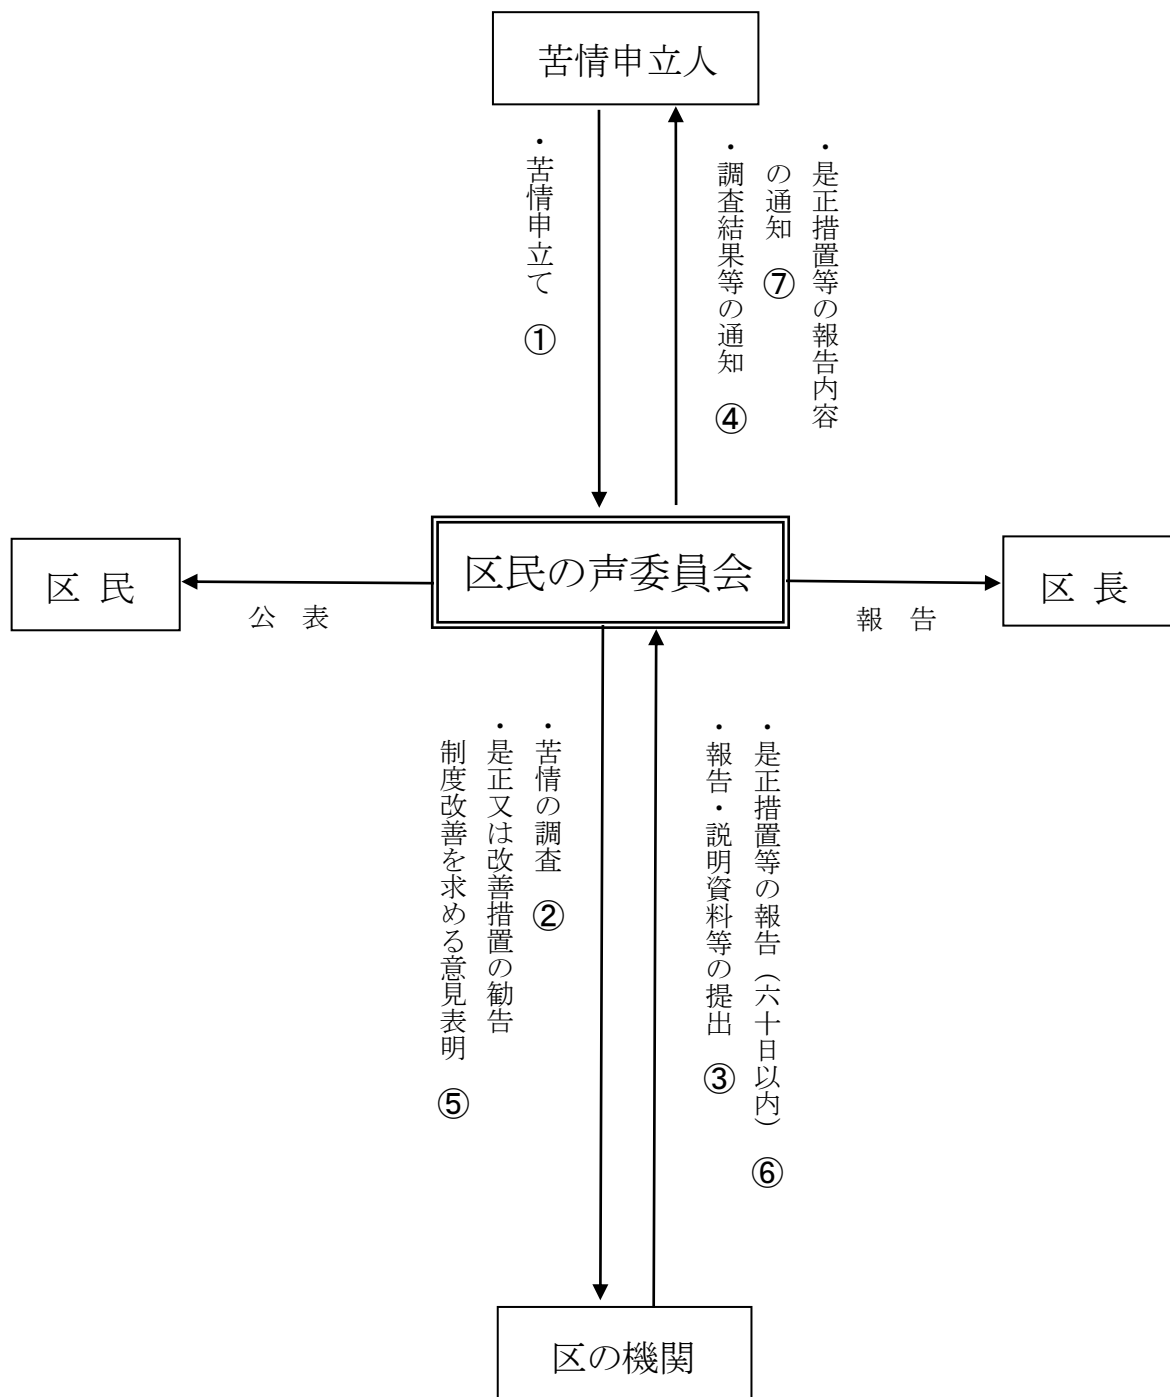 苦情申立人
・是正措置等の報告内容
の通知 ⑦
・調査結果等の通知 ④
・苦情申立て ①
区民の声委員会
区 民
公 表
報 告
区 長
・是正措置等の報告（六十日以内） ⑥
・報告・説明資料等の提出 ③
・苦情の調査 ②
・是正又は改善措置の勧告
制度改善を求める意見表明 ⑤
区の機関